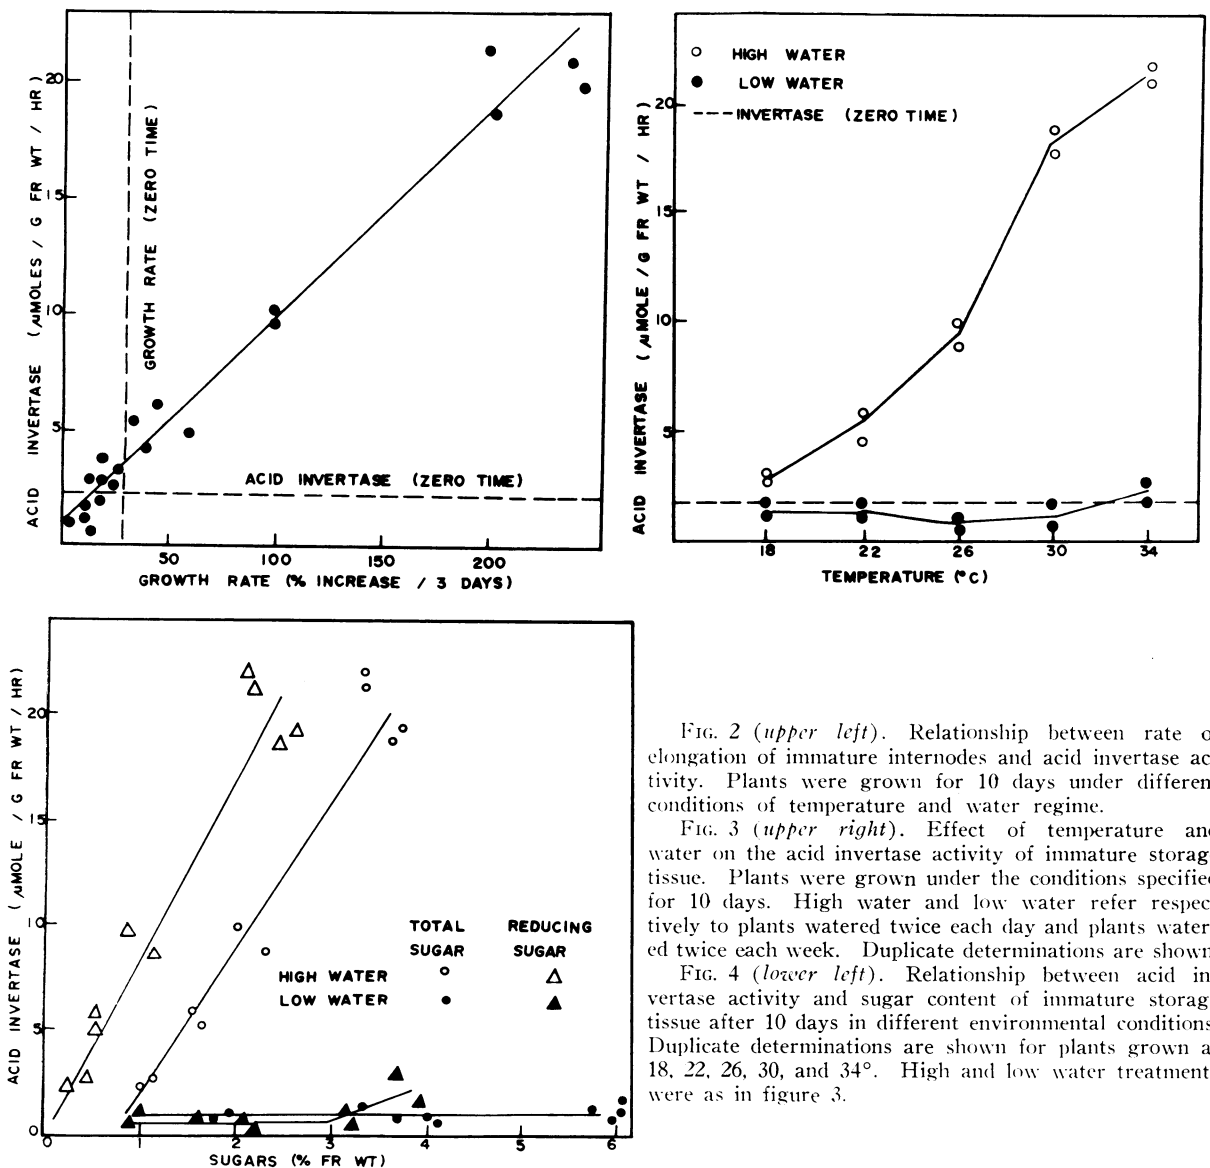 ACID INVERTASE (μMOLES / G FR WT / HR)
20
15
10
5
GROWTH RATE (ZERO TIME)
ACID INVERTASE (ZERO TIME)
50
100
150
200
GROWTH RATE (% INCREASE / 3 DAYS)
ACID INVERTASE (μMOLE / G FR WT / HR)
HIGH WATER
LOW WATER
INVERTASE (ZERO TIME)
20
15
10
5
18
22
26
30
34
TEMPERATURE (°C)
ACID INVERTASE (μMOLE / G FR WT / HR)
20
15
10
5
0
TOTAL REDUCING
SUGAR SUGAR
HIGH WATER
LOW WATER
0
1
2
3
4
5
6
SUGARS (% FR WT)
FIG. 2 (upper left). Relationship between rate o
elongation of immature internodes and acid invertase ac
tivity. Plants were grown for 10 days under differen
conditions of temperature and water regime.
FIG. 3 (upper right). Effect of temperature an
water on the acid invertase activity of immature storag
tissue. Plants were grown under the conditions specifie
for 10 days. High water and low water refer respec
tively to plants watered twice each day and plants water
ed twice each week. Duplicate determinations are shown
FIG. 4 (lower left). Relationship between acid in
vertase activity and sugar content of immature storag
tissue after 10 days in different environmental conditions
Duplicate determinations are shown for plants grown a
18, 22, 26, 30, and 34°. High and low water treatment
were as in figure 3.